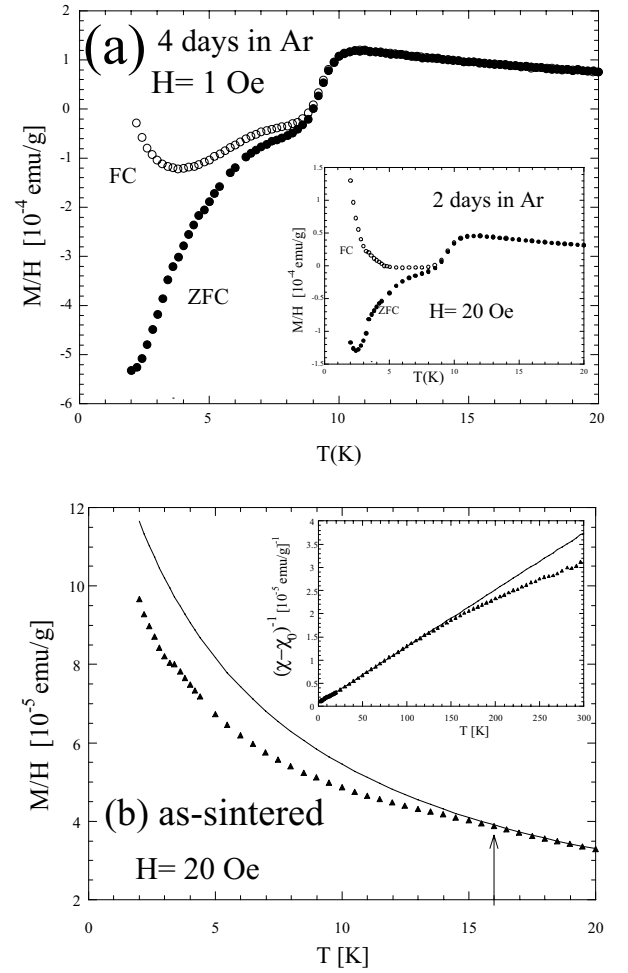 (a) 4 days in Ar
H= 1 Oe
FC
ZFC
M/H [10⁻⁴ emu/g]
2
1
0
-1
-2
-3
-4
-5
-6
0
5
10
15
20
T(K)
2 days in Ar
H= 20 Oe
FC
ZFC
M/H [10⁻⁴ emu/g]
1.5
1
0.5
0
-0.5
-1
-1.5
0
5
10
15
20
T(K)
(b) as-sintered
H= 20 Oe
M/H [10⁻⁵ emu/g]
12
10
8
6
4
2
0
5
10
15
20
T [K]
(χ−χ₀)⁻¹ [10⁻⁵ emu/g]⁻¹
4
3.5
3
2.5
2
1.5
1
0.5
0
0
50
100
150
200
250
300
T [K]